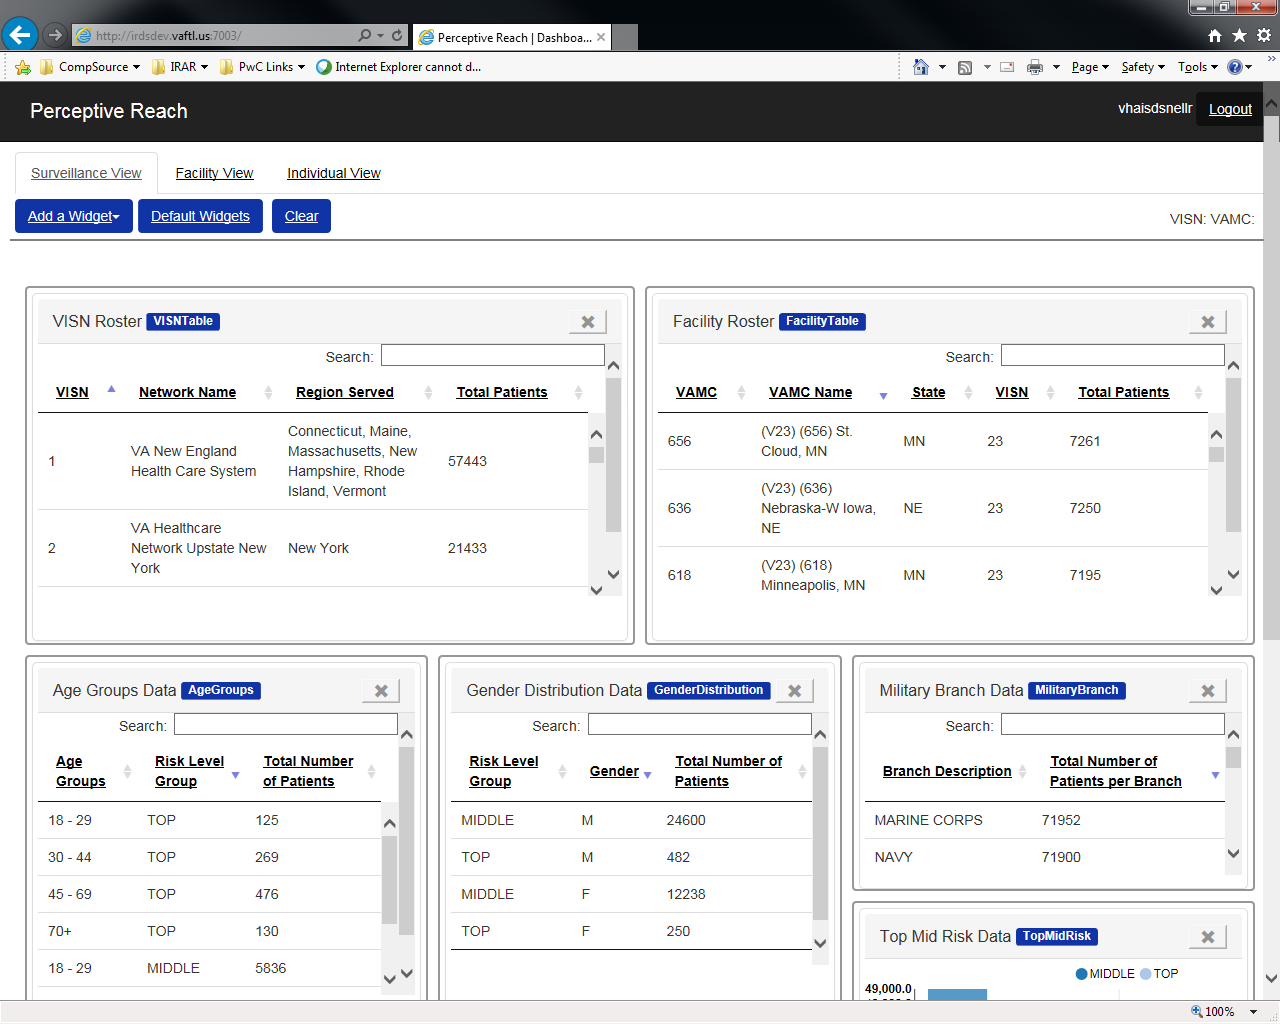 http://irdsdev.vaftl.us:7003/
Perceptive Reach | Dashboa...
CompSource IRAR PwC Links Internet Explorer cannot d...
Page Safety Tools
Perceptive Reach
vhaisdsnellr Logout
Surveillance View Facility View Individual View
Add a Widget Default Widgets Clear
VISN: VAMC:
VISN Roster VISNTable
Search:
VISN Network Name Region Served Total Patients
1 VA New England Health Care System Connecticut, Maine, Massachusetts, New Hampshire, Rhode Island, Vermont 57443
2 VA Healthcare Network Upstate New York New York 21433
Facility Roster FacilityTable
Search:
VAMC VAMC Name State VISN Total Patients
656 (V23) (656) St. Cloud, MN MN 23 7261
636 (V23) (636) Nebraska-W Iowa, NE NE 23 7250
618 (V23) (618) Minneapolis, MN MN 23 7195
Age Groups Data AgeGroups
Search:
Age Groups Risk Level Group Total Number of Patients
18 - 29 TOP 125
30 - 44 TOP 269
45 - 69 TOP 476
70+ TOP 130
18 - 29 MIDDLE 5836
Gender Distribution Data GenderDistribution
Search:
Risk Level Group Gender Total Number of Patients
MIDDLE M 24600
TOP M 482
MIDDLE F 12238
TOP F 250
Military Branch Data MilitaryBranch
Search:
Branch Description Total Number of Patients per Branch
MARINE CORPS 71952
NAVY 71900
Top Mid Risk Data TopMidRisk
MIDDLE TOP
49,000.0
100%